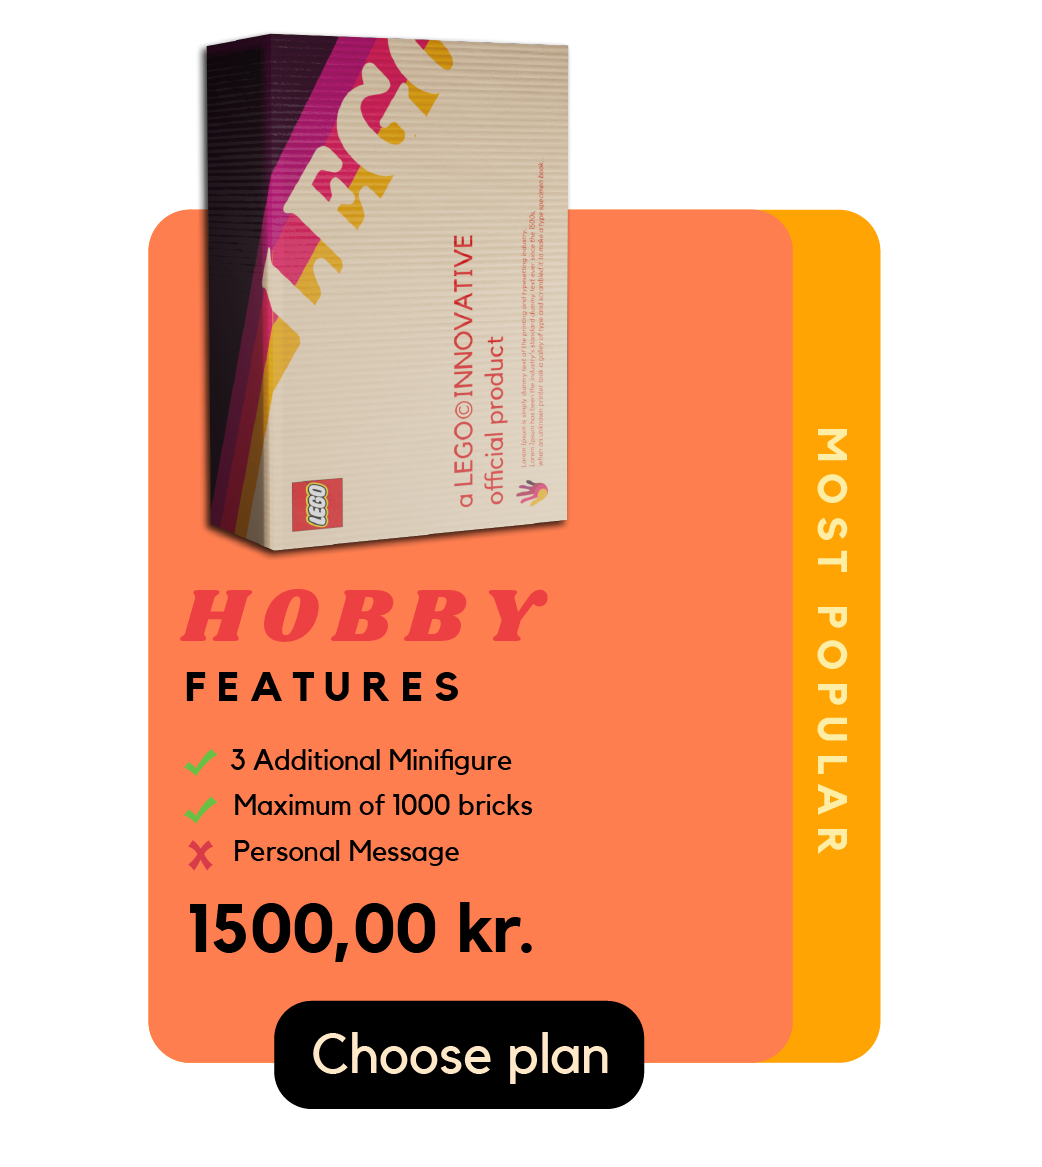 LEGO
a LEGO©INNOVATIVE
official product
Lorem Ipsum is simply dummy text of the printing and typesetting industry.
Lorem Ipsum has been the industry's standard dummy text ever since the 1500s,
when an unknown printer took a galley of type and scrambled it to make a type specimen book.
LEGO
HOBBY
FEATURES
3 Additional Minifigure
Maximum of 1000 bricks
Personal Message
1500,00 kr.
Choose plan
MOST POPULAR